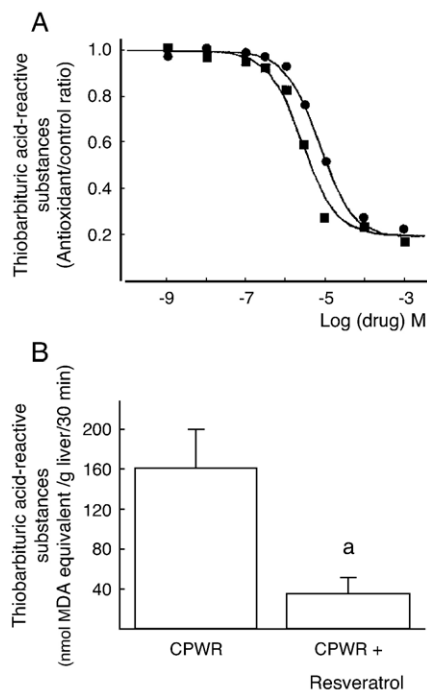 A
Thiobarbituric acid-reactive
substances
(Antioxidant/control ratio)
1.0
0.8
0.6
0.4
0.2
-9
-7
-5
-3
Log (drug) M
B
Thiobarbituric acid-reactive
substances
(nmol MDA equivalent /g liver/30 min)
200
160
120
80
40
a
CPWR
CPWR +
Resveratrol